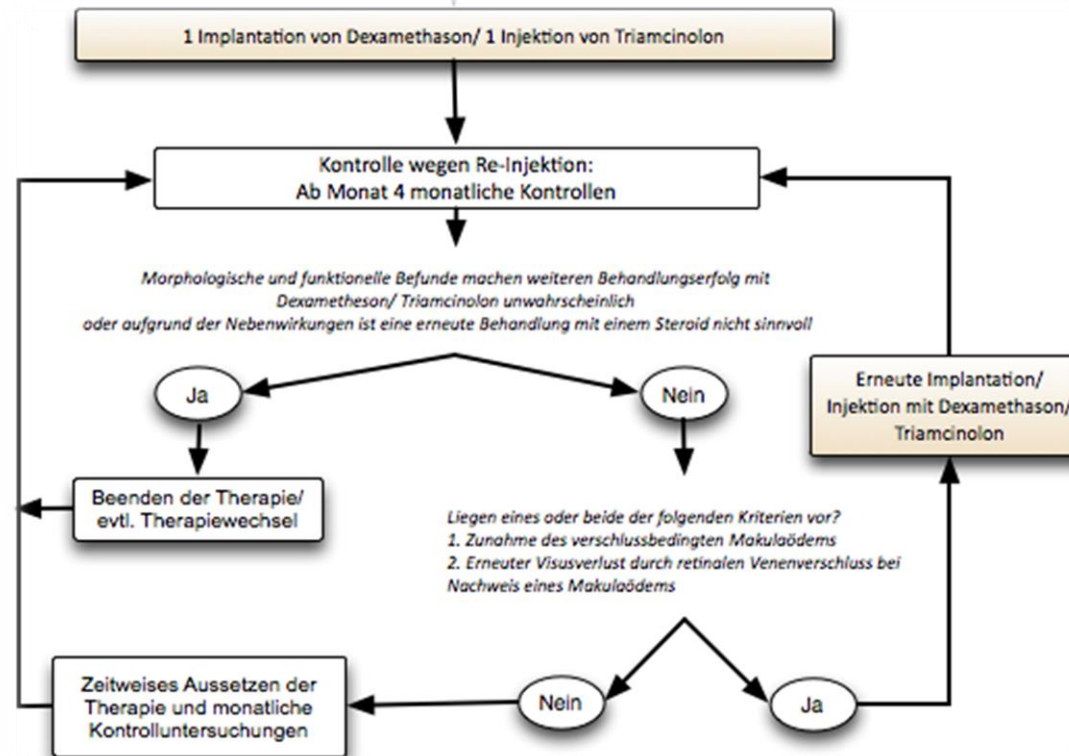 1 Implantation von Dexamethason/ 1 Injektion von Triamcinolon
Kontrolle wegen Re-Injektion:
Ab Monat 4 monatliche Kontrollen
Morphologische und funktionelle Befunde machen weiteren Behandlungserfolg mit
Dexametheson/ Triamcinolon unwahrscheinlich
oder aufgrund der Nebenwirkungen ist eine erneute Behandlung mit einem Steroid nicht sinnvoll
Ja
Nein
Erneute Implantation/
Injektion mit Dexamethason/
Triamcinolon
Beenden der Therapie/
evtl. Therapiewechsel
Liegen eines oder beide der folgenden Kriterien vor?
1. Zunahme des verschlussbedingten Makulaödems
2. Erneuter Visusverlust durch retinalen Venenverschluss bei
Nachweis eines Makulaödems
Zeitweises Aussetzen der
Therapie und monatliche
Kontrolluntersuchungen
Nein
Ja